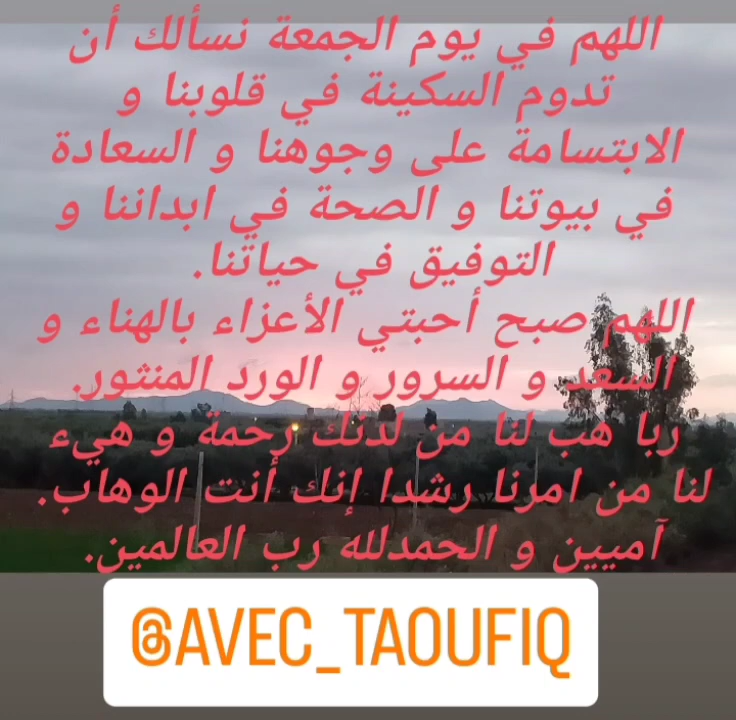 اللهم في يوم الجمعة نسألك أن
تدوم السكينة في قلوبنا و
الابتسامة على وجوهنا و السعادة
في بيوتنا و الصحة في ابداننا و
التوفيق في حياتنا.
اللهم صبح أحبتي الأعزاء بالهناء و
السعد و السرور و الورد المنثور.
ربا هب لنا من لدنك رحمة و هيء
لنا من امرنا رشدا إنك أنت الوهاب.
آميين و الحمدلله رب العالمين.
@AVEC_TAOUFIQ